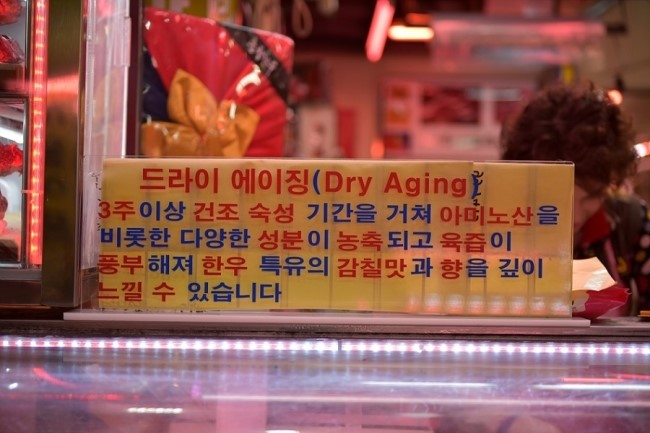 드라이 에이징(Dry Aging)
3주이상 건조 숙성 기간을 거쳐 아미노산을
비롯한 다양한 성분이 농축되고 육즙이
풍부해져 한우 특유의 감칠맛과 향을 깊이
느낄 수 있습니다